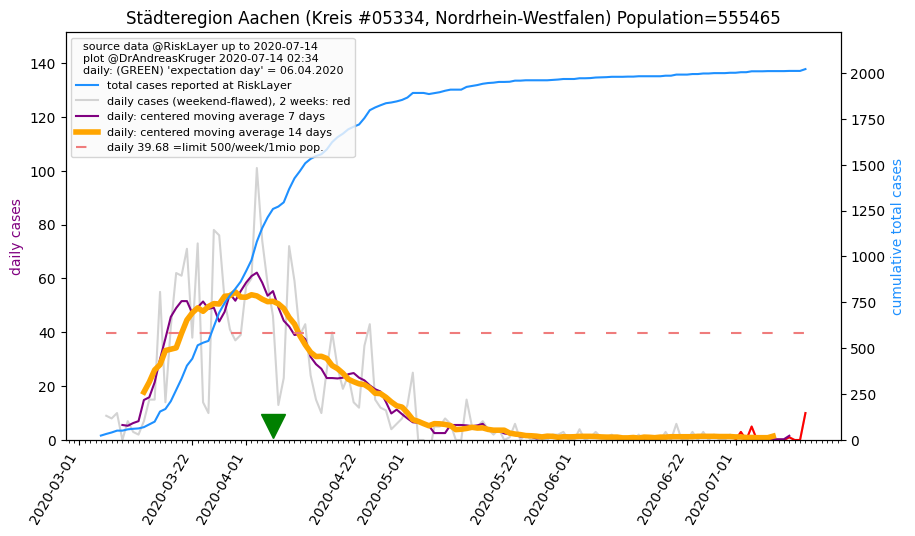 Städteregion Aachen (Kreis #05334, Nordrhein-Westfalen) Population=555465
source data @RiskLayer up to 2020-07-14
plot @DrAndreasKruger 2020-07-14 02:34
daily: (GREEN) 'expectation day' = 06.04.2020
total cases reported at RiskLayer
daily cases (weekend-flawed), 2 weeks: red
daily: centered moving average 7 days
daily: centered moving average 14 days
daily 39.68 =limit 500/week/1mio pop.
daily cases
140
120
100
80
60
40
20
0
cumulative total cases
2000
1750
1500
1250
1000
750
500
250
0
2020-03-01
2020-03-22
2020-04-01
2020-04-22
2020-05-01
2020-05-22
2020-06-01
2020-06-22
2020-07-01